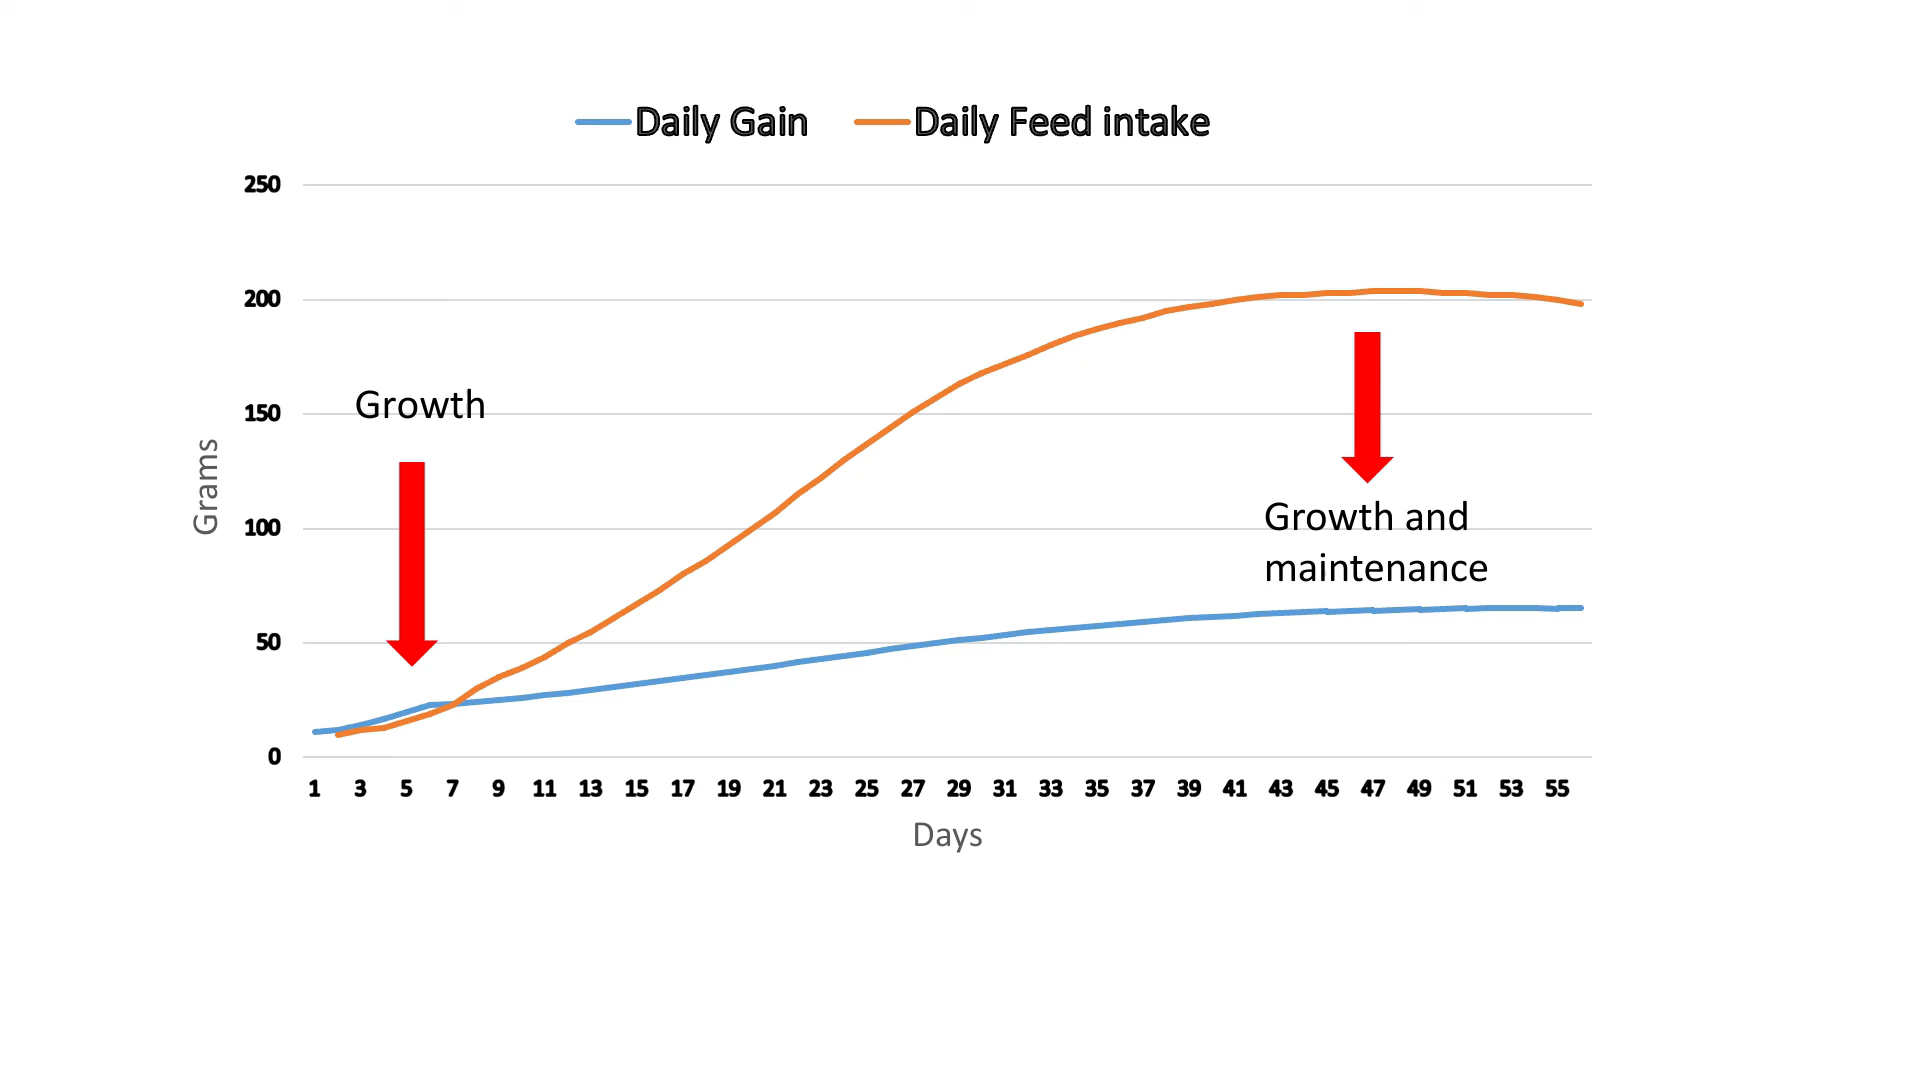 Daily Gain Daily Feed intake
250
200
150
100
50
0
Growth
Growth and
maintenance
Grams
1 3 5 7 9 11 13 15 17 19 21 23 25 27 29 31 33 35 37 39 41 43 45 47 49 51 53 55
Days